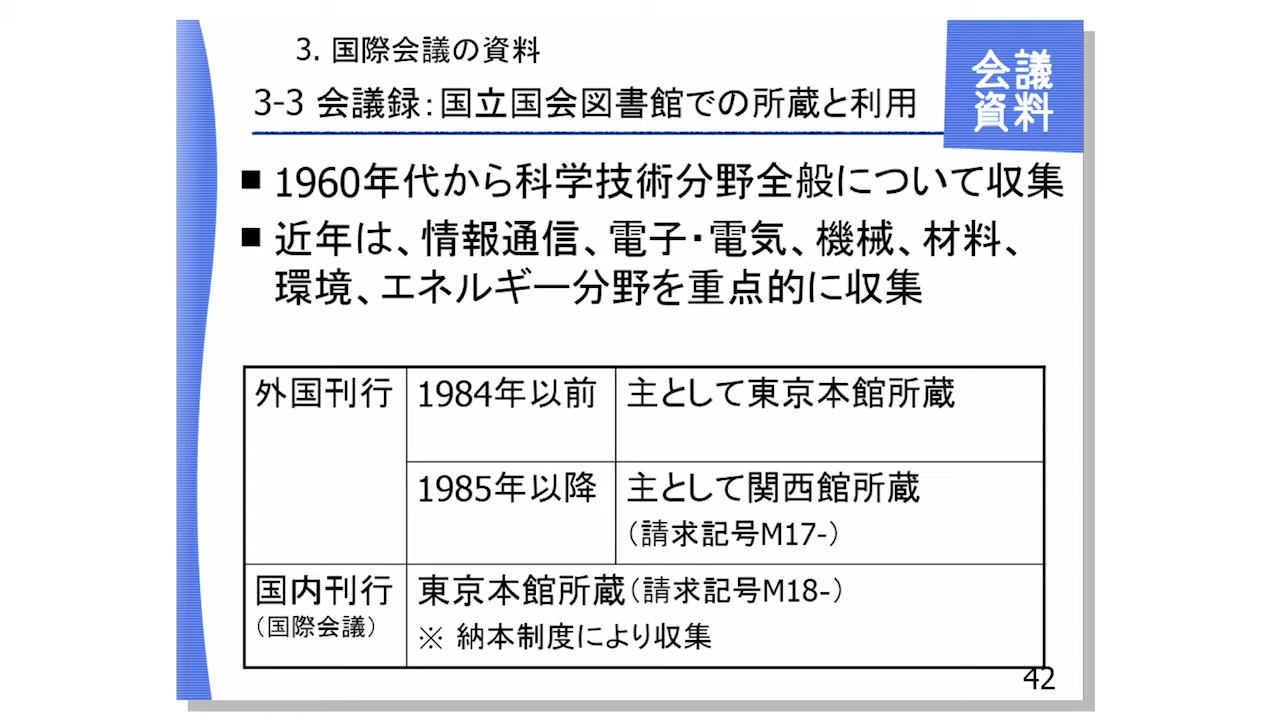 3. 国際会議の資料
3-3 会議録：国立国会図書館での所蔵と利用
会議
資料
■ 1960年代から科学技術分野全般について収集
■ 近年は、情報通信、電子・電気、機械、材料、
環境、エネルギー分野を重点的に収集
外国刊行 1984年以前 主として東京本館所蔵
1985年以降 主として関西館所蔵
（請求記号M17-）
国内刊行 東京本館所蔵（請求記号M18-）
（国際会議） ※ 納本制度により収集
42